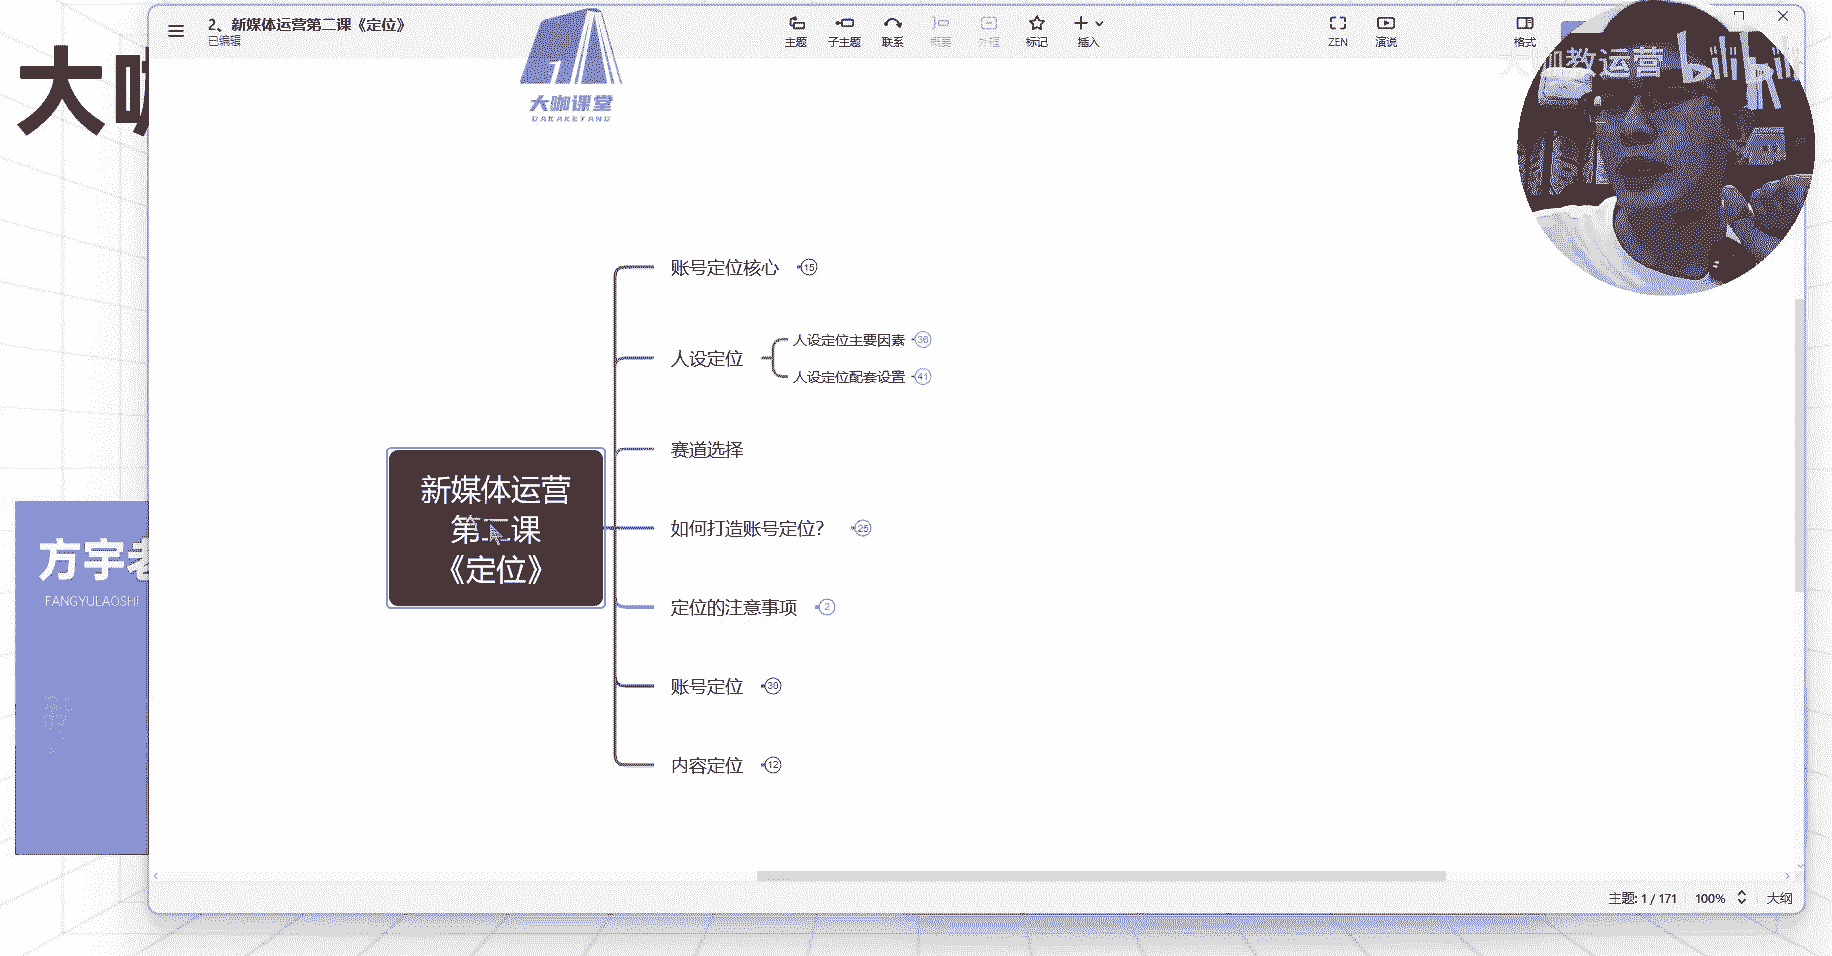 2、新媒体运营第二课《定位》
已编辑
主题
子主题
联系
概要
外框
标记
插入
ZEN
演说
格式
大咖教运营 bilibili
大咖
大咖课堂
DAKAKETANG
账号定位核心 15
人设定位
人设定位主要因素 36
人设定位配套设置 41
赛道选择
新媒体运营
第二课
《定位》
如何打造账号定位？ 25
定位的注意事项 2
账号定位 30
内容定位 12
方宇老
FANGYULAOSHI
主题: 1 / 171
100%
大纲